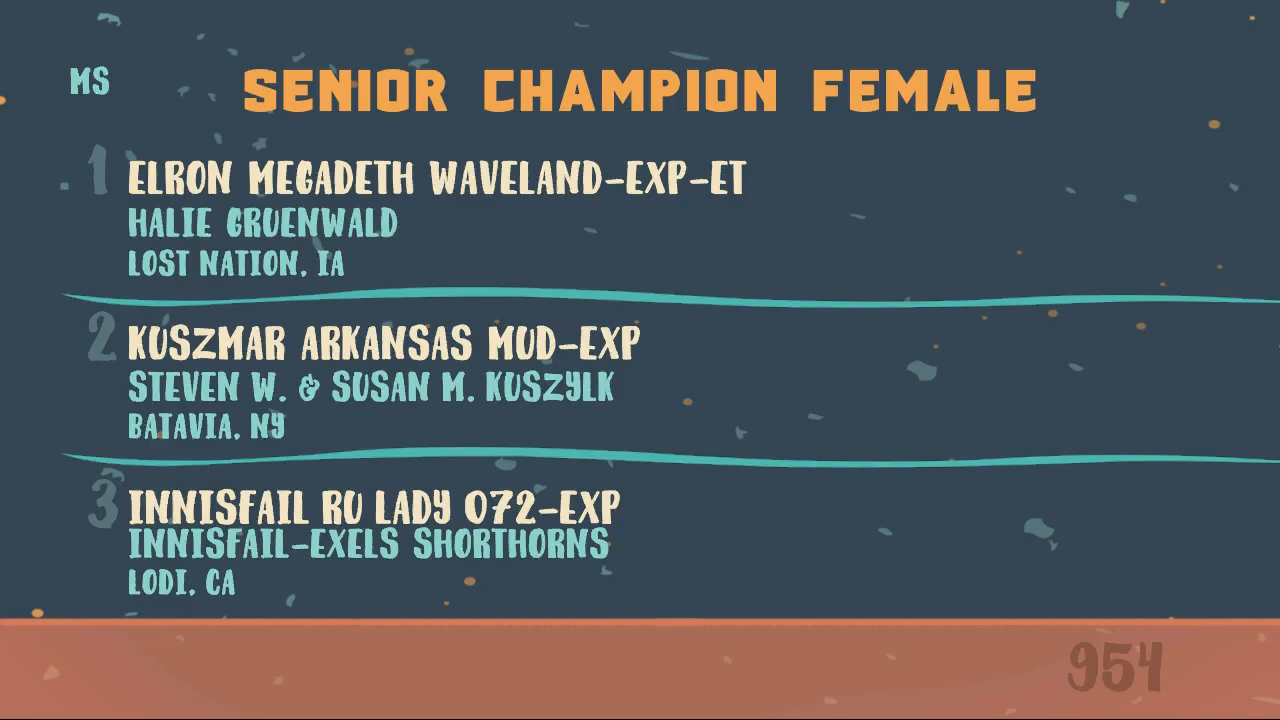 MS
SENIOR CHAMPION FEMALE
1 ELRON MEGADETH WAVELAND-EXP-ET
HALIE GRUENWALD
LOST NATION, IA
2 KUSZMAR ARKANSAS MUD-EXP
STEVEN W. & SUSAN M. KUSZYLK
BATAVIA, NY
3 INNISFAIL RU LADY 072-EXP
INNISFAIL-EXELS SHORTHORNS
LODI, CA
954